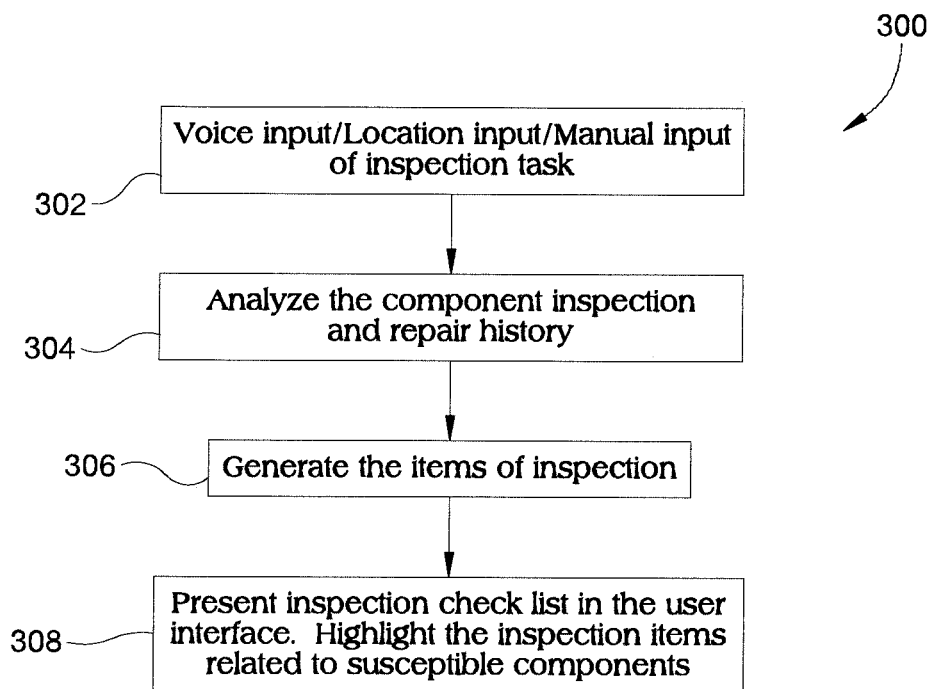 300
Voice input/Location input/Manual input
of inspection task
302
Analyze the component inspection
and repair history
304
306
Generate the items of inspection
Present inspection check list in the user
interface. Highlight the inspection items
related to susceptible components
308